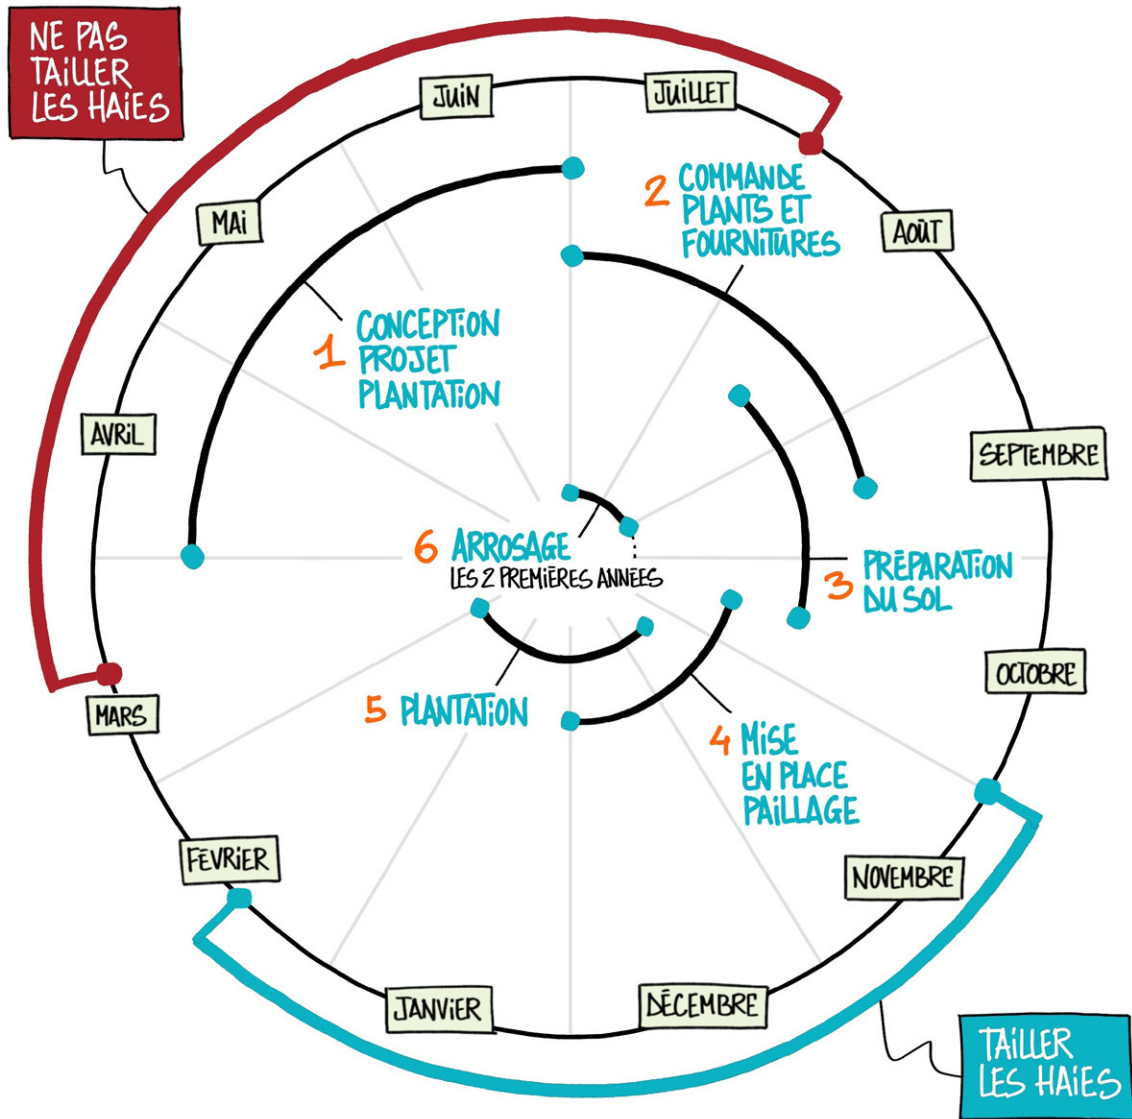 NE PAS
TAILLER
LES HAIES
JUIN
JUILLET
MAI
AOÛT
2 COMMANDE
PLANTS ET
FOURNITURES
1 CONCEPTION
PROJET
PLANTATION
AVRIL
SEPTEMBRE
6 ARROSAGE
LES 2 PREMIÈRES ANNÉES
3 PRÉPARATION
DU SOL
OCTOBRE
MARS
5 PLANTATION
4 MISE
EN PLACE
PAILLAGE
FÉVRIER
NOVEMBRE
JANVIER
DÉCEMBRE
TAILLER
LES HAIES